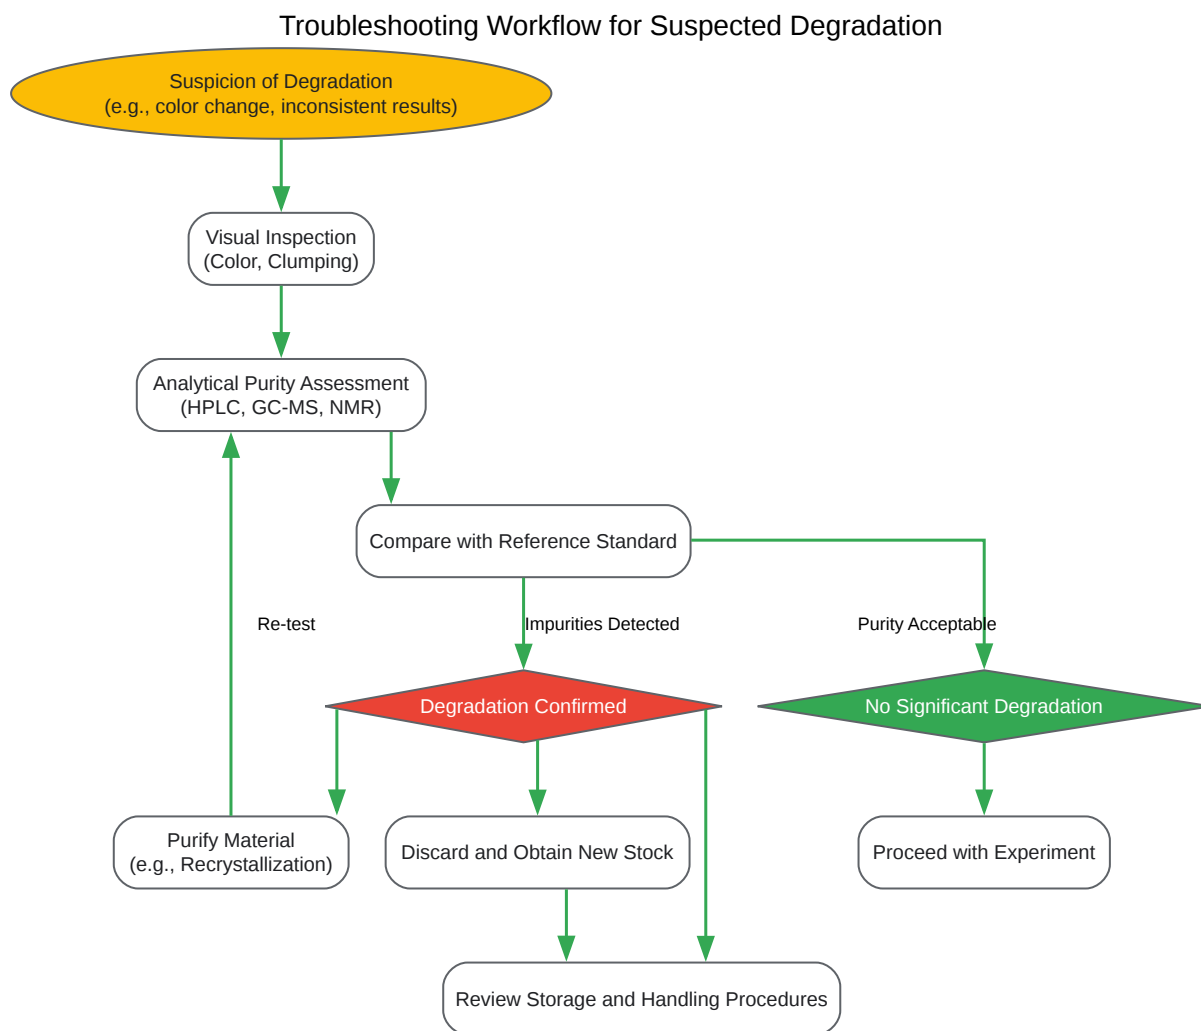 Troubleshooting Workflow for Suspected Degradation
Suspicion of Degradation
(e.g., color change, inconsistent results)
Visual Inspection
(Color, Clumping)
Analytical Purity Assessment
(HPLC, GC-MS, NMR)
Compare with Reference Standard
Re-test
Impurities Detected
Purity Acceptable
Degradation Confirmed
No Significant Degradation
Purify Material
(e.g., Recrystallization)
Discard and Obtain New Stock
Proceed with Experiment
Review Storage and Handling Procedures